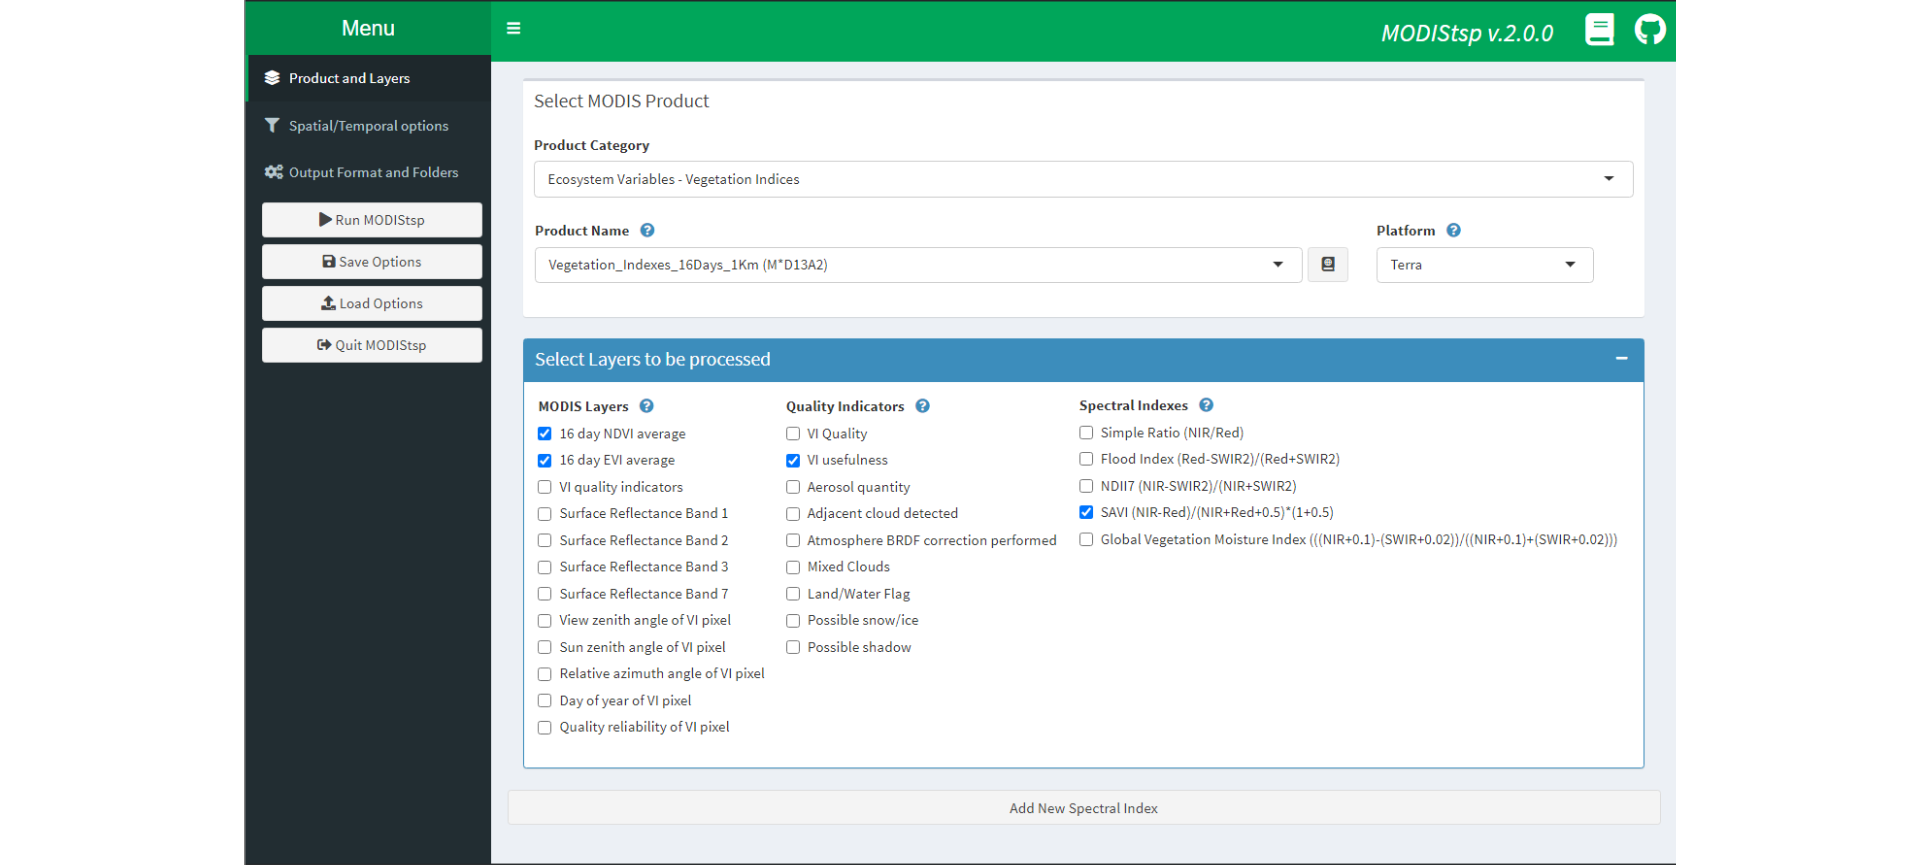 Menu
MODIStsp v.2.0.0
Product and Layers
Spatial/Temporal options
Output Format and Folders
Run MODIStsp
Save Options
Load Options
Quit MODIStsp
Select MODIS Product
Product Category
Ecosystem Variables - Vegetation Indices
Product Name
Vegetation_Indexes_16Days_1Km (M*D13A2)
Platform
Terra
Select Layers to be processed
MODIS Layers
16 day NDVI average
16 day EVI average
VI quality indicators
Surface Reflectance Band 1
Surface Reflectance Band 2
Surface Reflectance Band 3
Surface Reflectance Band 7
View zenith angle of VI pixel
Sun zenith angle of VI pixel
Relative azimuth angle of VI pixel
Day of year of VI pixel
Quality reliability of VI pixel
Quality Indicators
VI Quality
VI usefulness
Aerosol quantity
Adjacent cloud detected
Atmosphere BRDF correction performed
Mixed Clouds
Land/Water Flag
Possible snow/ice
Possible shadow
Spectral Indexes
Simple Ratio (NIR/Red)
Flood Index (Red-SWIR2)/(Red+SWIR2)
NDII7 (NIR-SWIR2)/(NIR+SWIR2)
SAVI (NIR-Red)/(NIR+Red+0.5)*(1+0.5)
Global Vegetation Moisture Index (((NIR+0.1)-(SWIR+0.02))/((NIR+0.1)+(SWIR+0.02)))
Add New Spectral Index